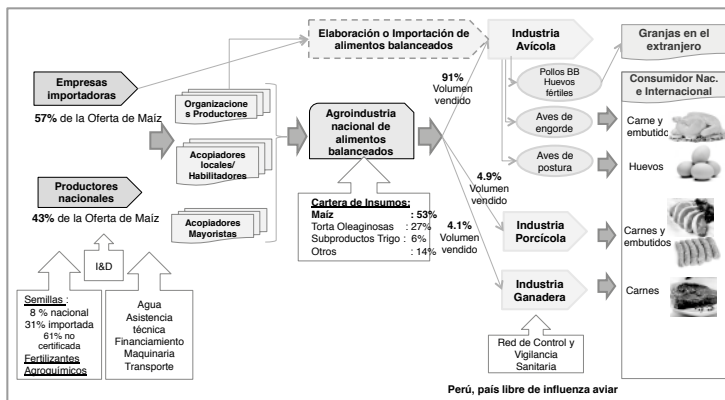 Elaboración o Importación de
alimentos balanceados
Industria
Avícola
Granjas en el
extranjero
Empresas
importadoras
57% de la Oferta de Maíz
Organizacione
s Productores
Acopiadores
locales/
Habilitadores
Acopiadores
Mayoristas
Agroindustria
nacional de
alimentos
balanceados
91%
Volumen
vendido
Pollos BB
Huevos
fértiles
Aves de
engorde
Aves de
postura
Consumidor Nac.
e Internacional
Carne y
embutidos
Huevos
Productores
nacionales
43% de la Oferta de Maíz
Cartera de Insumos:
Maíz : 53%
Torta Oleaginosas : 27%
Subproductos Trigo : 6%
Otros : 14%
4.9%
Volumen
vendido
4.1%
Volumen
vendido
Industria
Porcícola
Carnes y
embutidos
Industria
Ganadera
Carnes
I&D
Semillas :
8 % nacional
31% importada
61% no
certificada
Fertilizantes
Agroquímicos
Agua
Asistencia
técnica
Financiamiento
Maquinaria
Transporte
Red de Control y
Vigilancia
Sanitaria
Perú, país libre de influenza aviar